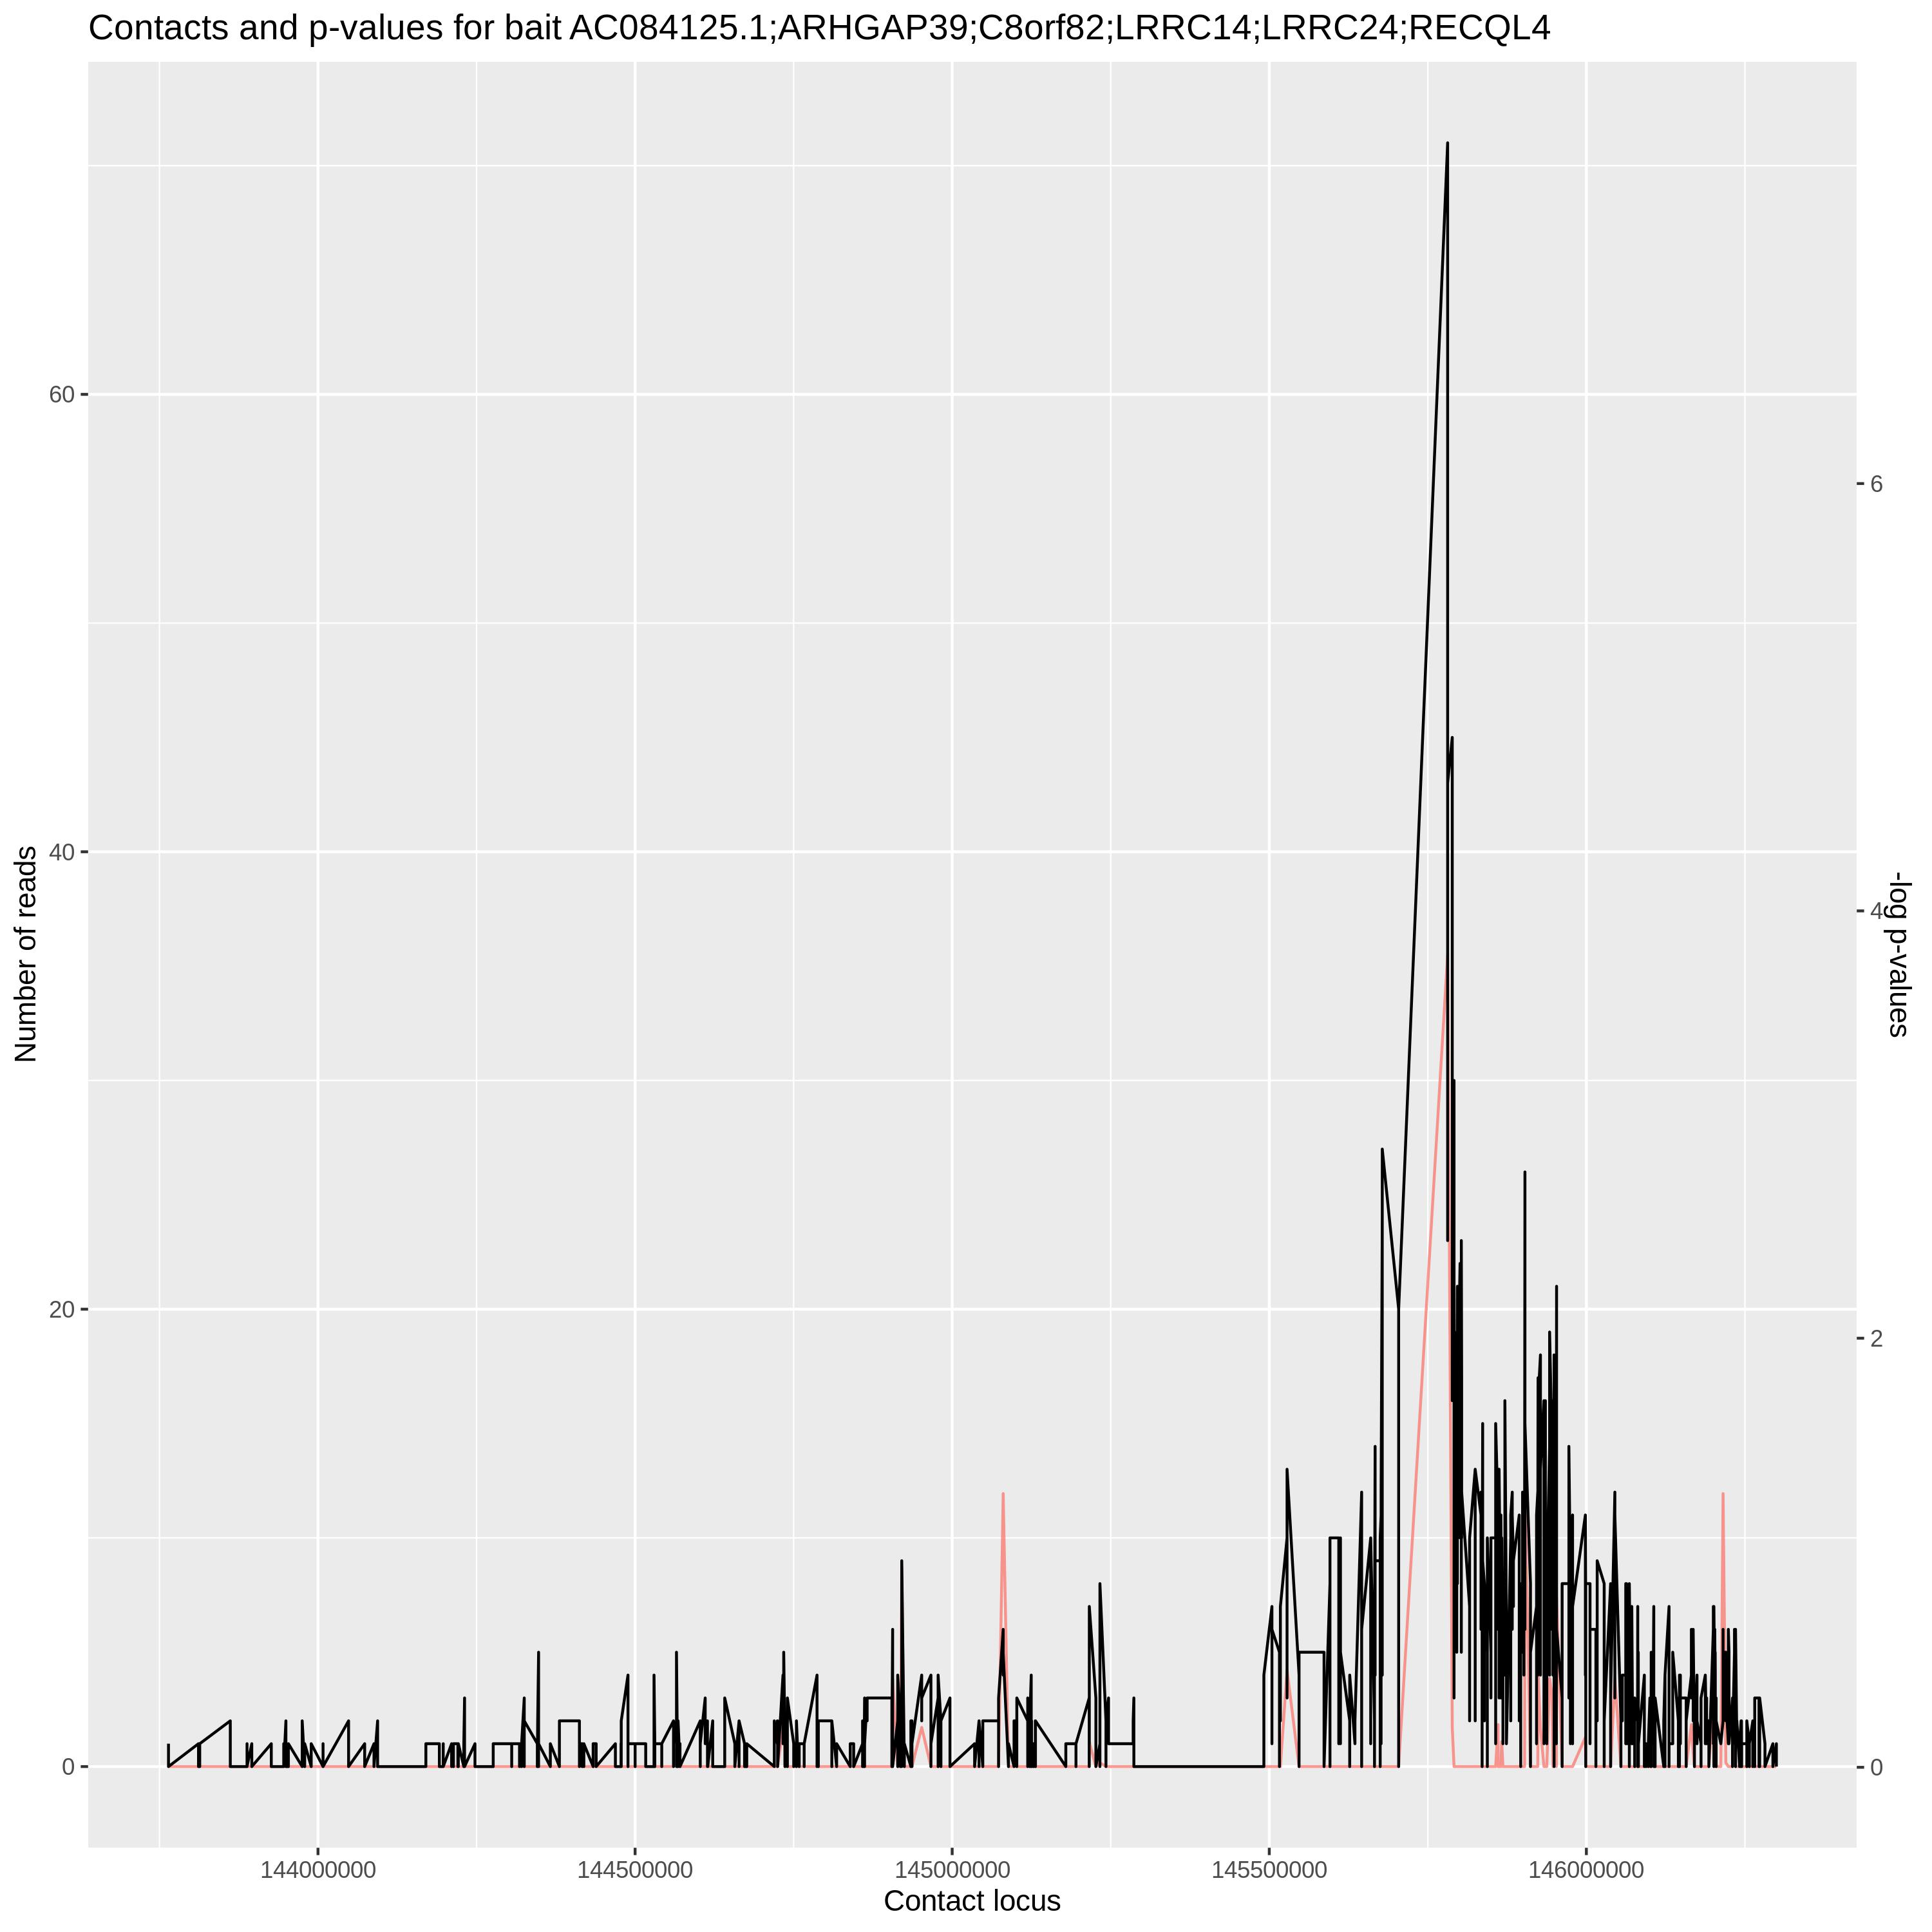 Contacts and p-values for bait AC084125.1;ARHGAP39;C8orf82;LRRC14;LRRC24;RECQL4
60
40
20
0
Number of reads
6
4
2
0
-log p-values
144000000 144500000 145000000 145500000 146000000
Contact locus